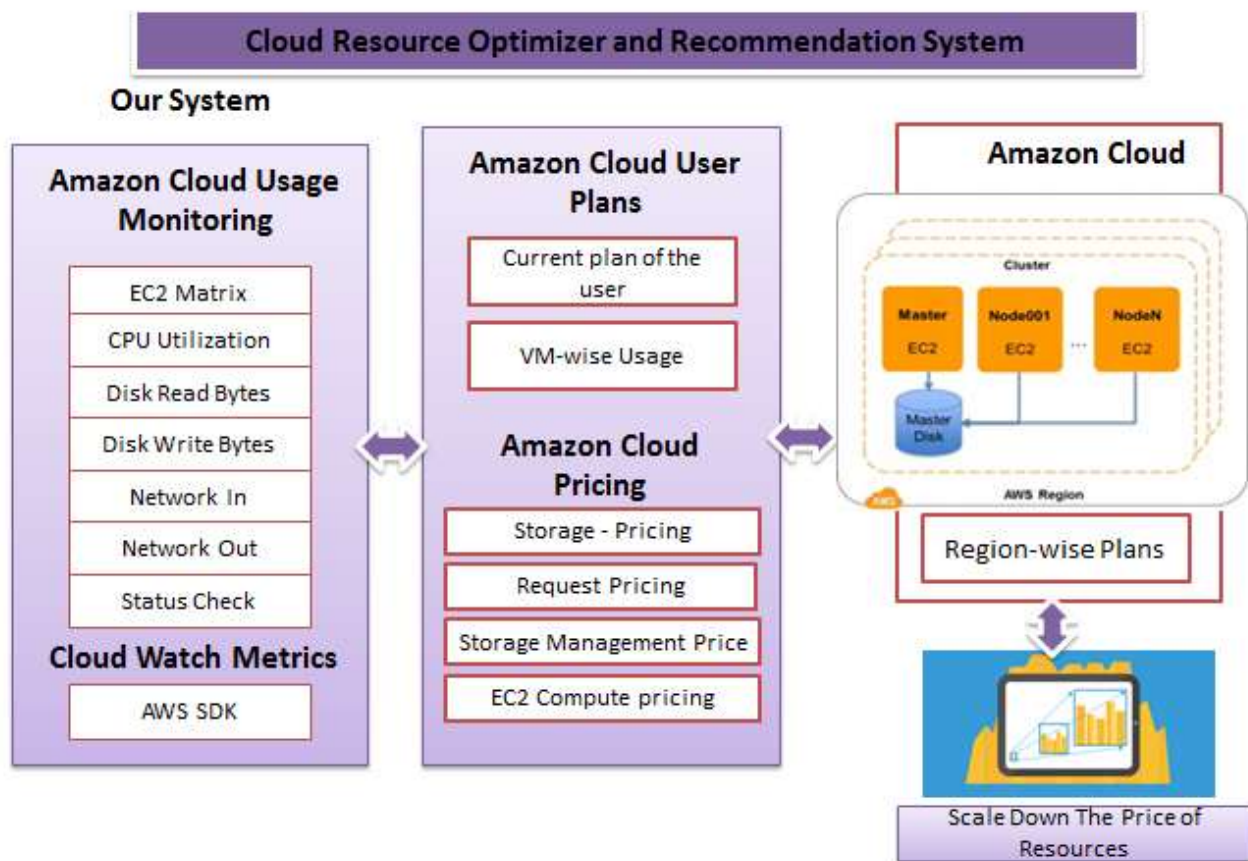 Cloud Resource Optimizer and Recommendation System
Our System
Amazon Cloud Usage
Monitoring
EC2 Matrix
CPU Utilization
Disk Read Bytes
Disk Write Bytes
Network In
Network Out
Status Check
Cloud Watch Metrics
AWS SDK
Amazon Cloud User
Plans
Current plan of the
user
VM-wise Usage
Amazon Cloud
Pricing
Storage - Pricing
Request Pricing
Storage Management Price
EC2 Compute pricing
Amazon Cloud
Cluster
Master
EC2
Node001
EC2
...
NodeN
EC2
Master
Disk
AWS
AWS Region
Region-wise Plans
Scale Down The Price of
Resources